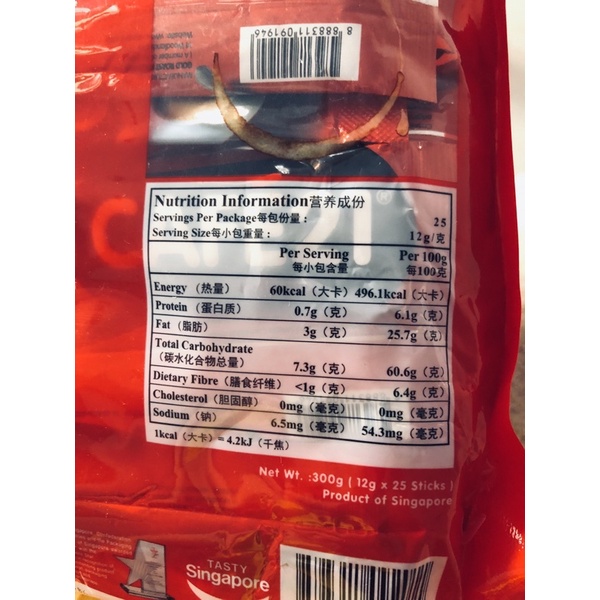 8 888311 091946
Nutrition Information营养成份
Servings Per Package每包份量： 25
Serving Size每小包重量： 12g/克
Per Serving Per 100g
每小包含量 每100克
Energy（热量） 60kcal（大卡） 496.1kcal（大卡）
Protein（蛋白质） 0.7g（克） 6.1g（克）
Fat（脂肪） 3g（克） 25.7g（克）
Total Carbohydrate
（碳水化合物总量） 7.3g（克） 60.6g（克）
Dietary Fibre（膳食纤维） <1g（克） 6.4g（克）
Cholesterol（胆固醇） 0mg（毫克） 0mg（毫克）
Sodium（钠） 6.5mg（毫克） 54.3mg（毫克）
1kcal（大卡）= 4.2kJ（千焦）
Net Wt. :300g ( 12g x 25 Sticks )
Product of Singapore
TASTY
Singapore